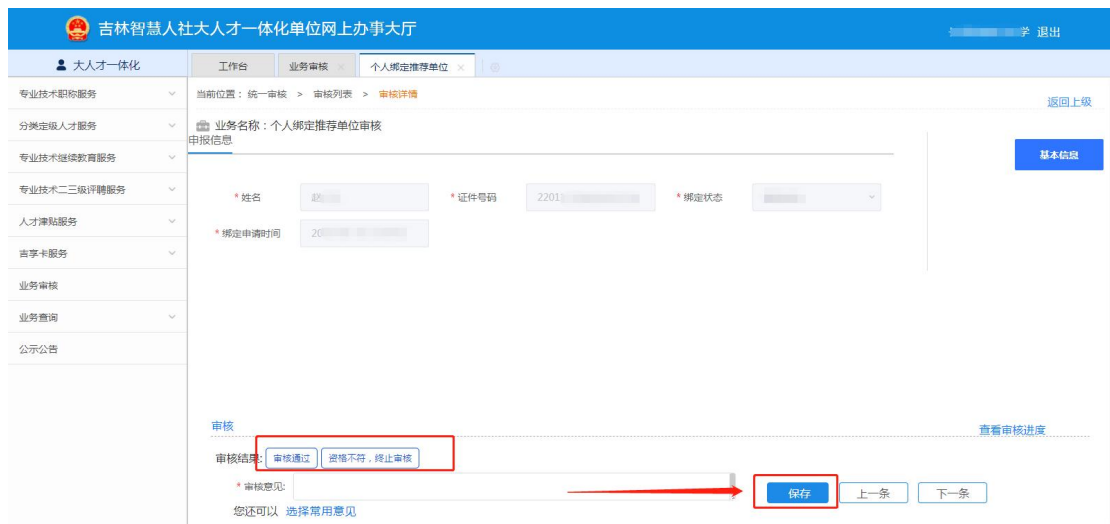 吉林智慧人社大人才一体化单位网上办事大厅
学 退出
大人才一体化
工作台 业务审核 × 个人绑定推荐单位 ×
专业技术职称服务
分类定级人才服务
专业技术继续教育服务
专业技术二三级评聘服务
人才津贴服务
吉享卡服务
业务审核
业务查询
公示公告
当前位置：统一审核 > 审核列表 > 审核详情
返回上级
业务名称：个人绑定推荐单位审核
申报信息
基本信息
* 姓名 * 证件号码 2201 * 绑定状态
* 绑定申请时间 20
审核
查看审核进度
审核结果: 审核通过 资格不符，终止审核
* 审核意见:
保存 上一条 下一条
您还可以 选择常用意见